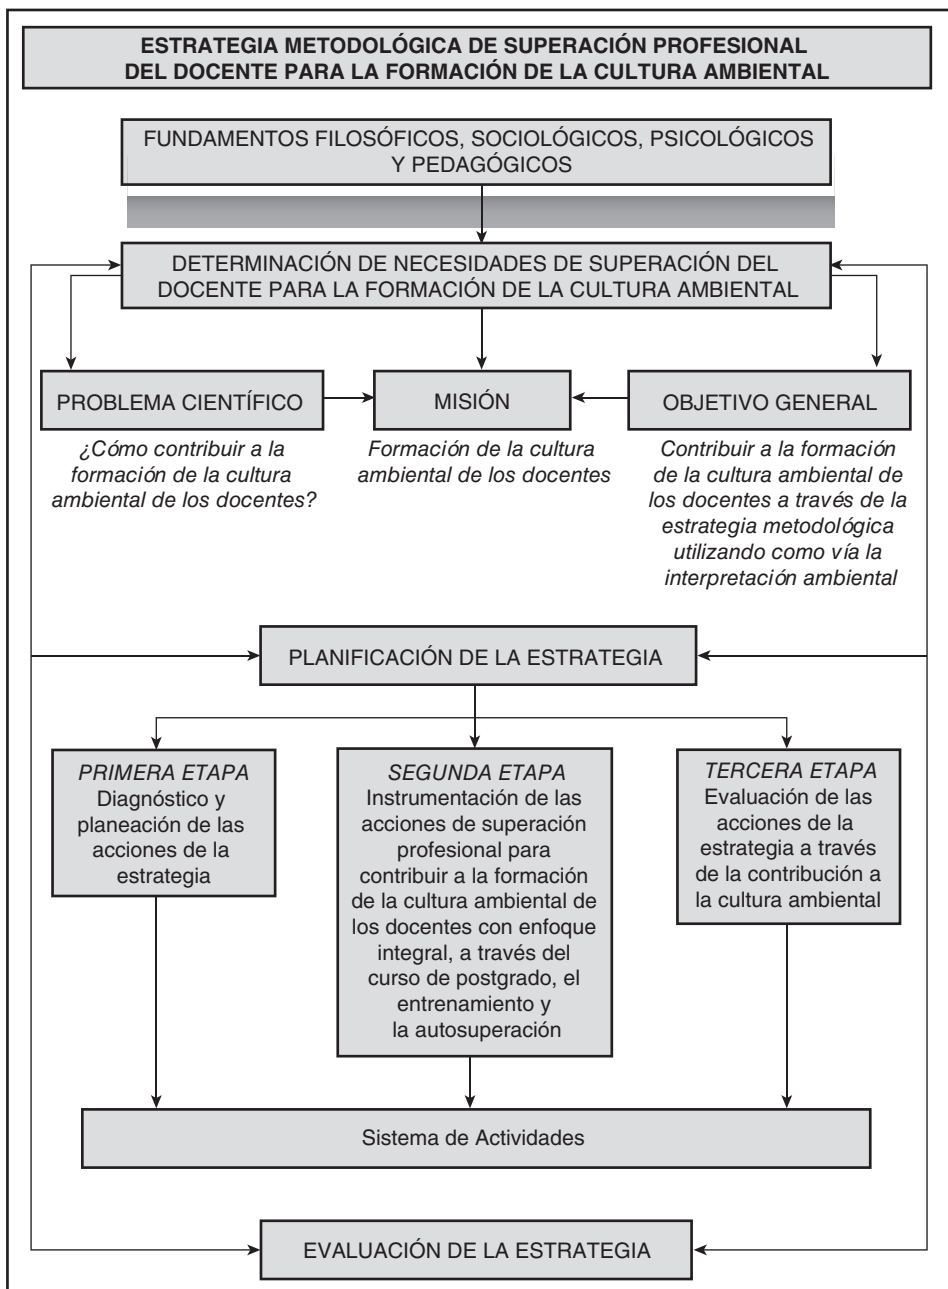 ESTRATEGIA METODOLÓGICA DE SUPERACIÓN PROFESIONAL
DEL DOCENTE PARA LA FORMACIÓN DE LA CULTURA AMBIENTAL
FUNDAMENTOS FILOSÓFICOS, SOCIOLÓGICOS, PSICOLÓGICOS
Y PEDAGÓGICOS
DETERMINACIÓN DE NECESIDADES DE SUPERACIÓN DEL
DOCENTE PARA LA FORMACIÓN DE LA CULTURA AMBIENTAL
PROBLEMA CIENTÍFICO
¿Cómo contribuir a la
formación de la cultura
ambiental de los docentes?
MISIÓN
Formación de la cultura
ambiental de los docentes
OBJETIVO GENERAL
Contribuir a la formación
de la cultura ambiental de
los docentes a través de la
estrategia metodológica
utilizando como vía la
interpretación ambiental
PLANIFICACIÓN DE LA ESTRATEGIA
PRIMERA ETAPA
Diagnóstico y
planeación de las
acciones de la
estrategia
SEGUNDA ETAPA
Instrumentación de las
acciones de superación
profesional para
contribuir a la formación
de la cultura ambiental de
los docentes con enfoque
integral, a través del
curso de postgrado, el
entrenamiento y
la autosuperación
TERCERA ETAPA
Evaluación de las
acciones de la
estrategia a través
de la contribución a
la cultura ambiental
Sistema de Actividades
EVALUACIÓN DE LA ESTRATEGIA